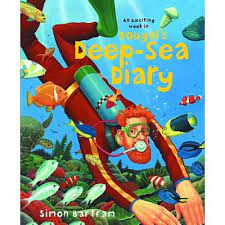 An exciting
week in
Dougal's
Deep-Sea
Diary
Simon Bartram